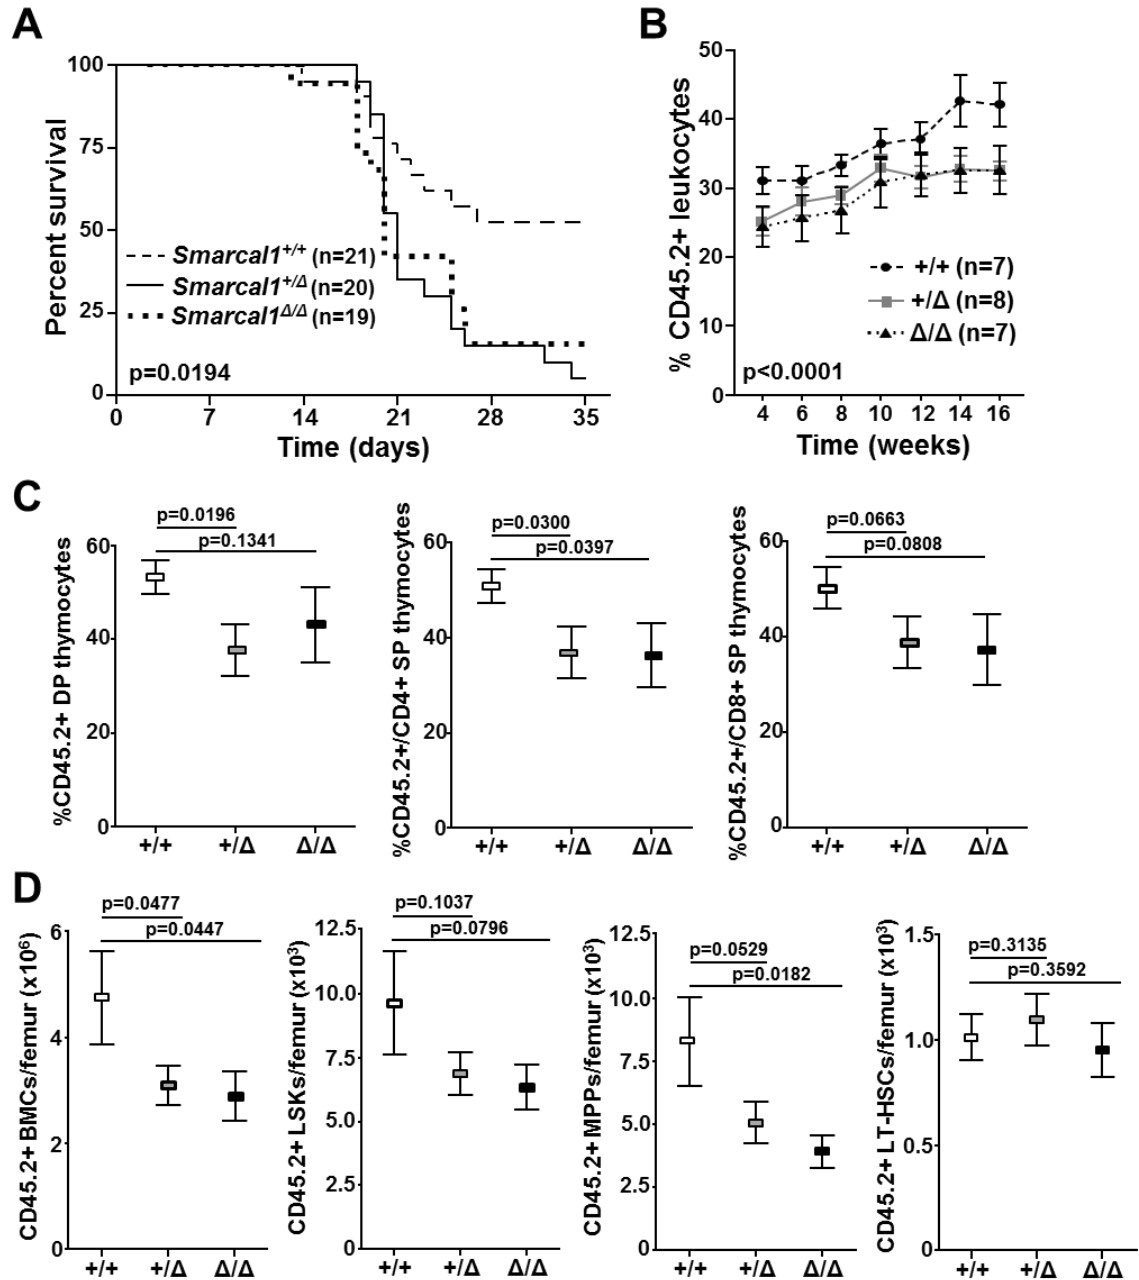 A
Percent survival
100
75
50
25
0
Smarcal1+/+ (n=21)
Smarcal1+/Δ (n=20)
Smarcal1Δ/Δ (n=19)
p=0.0194
0 7 14 21 28 35
Time (days)
B
% CD45.2+ leukocytes
50
40
30
20
10
0
+/+ (n=7)
+/Δ (n=8)
Δ/Δ (n=7)
p<0.0001
4 6 8 10 12 14 16
Time (weeks)
C
%CD45.2+ DP thymocytes
60
40
20
0
p=0.0196
p=0.1341
+/+ +/Δ Δ/Δ
%CD45.2+/CD4+ SP thymocytes
60
40
20
0
p=0.0300
p=0.0397
+/+ +/Δ Δ/Δ
%CD45.2+/CD8+ SP thymocytes
60
40
20
0
p=0.0663
p=0.0808
+/+ +/Δ Δ/Δ
D
CD45.2+ BMCs/femur (x10⁶)
6
4
2
0
p=0.0477
p=0.0447
+/+ +/Δ Δ/Δ
CD45.2+ LSKs/femur (x10³)
12.5
10.0
7.5
5.0
2.5
0
p=0.1037
p=0.0796
+/+ +/Δ Δ/Δ
CD45.2+ MPPs/femur (x10³)
12.5
10.0
7.5
5.0
2.5
0
p=0.0529
p=0.0182
+/+ +/Δ Δ/Δ
CD45.2+ LT-HSCs/femur (x10³)
1.5
1.0
0.5
0
p=0.3135
p=0.3592
+/+ +/Δ Δ/Δ